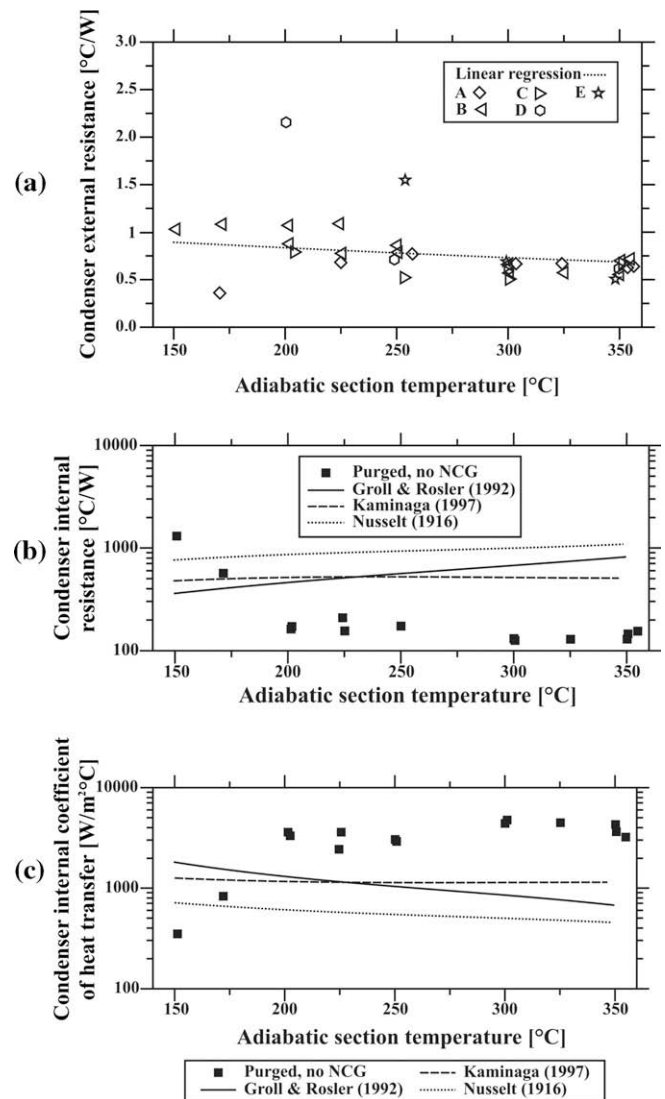 (a)
Condenser external resistance [°C/W]
3.0
2.5
2.0
1.5
1
0.5
0.0
Linear regression
A C E
B D
150 200 250 300 350
Adiabatic section temperature [°C]
(b)
Condenser internal
resistance [°C/W]
10000
1000
100
Purged, no NCG
Groll & Rosler (1992)
Kaminaga (1997)
Nusselt (1916)
150 200 250 300 350
Adiabatic section temperature [°C]
(c)
Condenser internal coefficient
of heat transfer [W/m²°C]
10000
1000
100
150 200 250 300 350
Adiabatic section temperature [°C]
Purged, no NCG Kaminaga (1997)
Groll & Rosler (1992) Nusselt (1916)